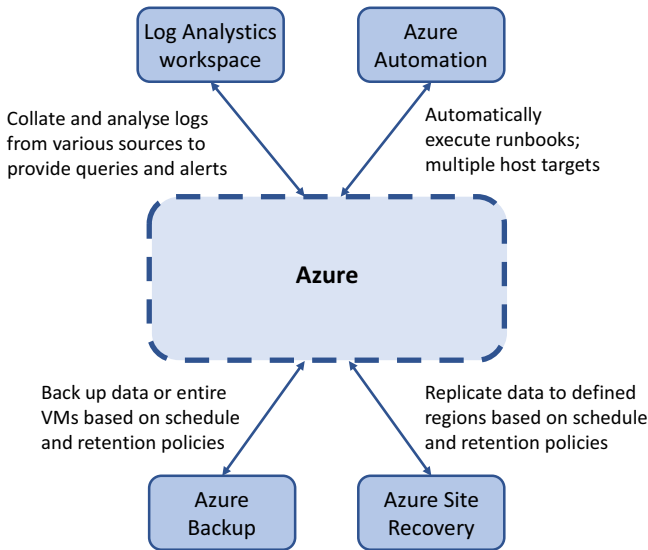 Log Analystics
workspace
Azure
Automation
Collate and analyse logs
from various sources to
provide queries and alerts
Automatically
execute runbooks;
multiple host targets
Azure
Back up data or entire
VMs based on schedule
and retention policies
Replicate data to defined
regions based on schedule
and retention policies
Azure
Backup
Azure Site
Recovery